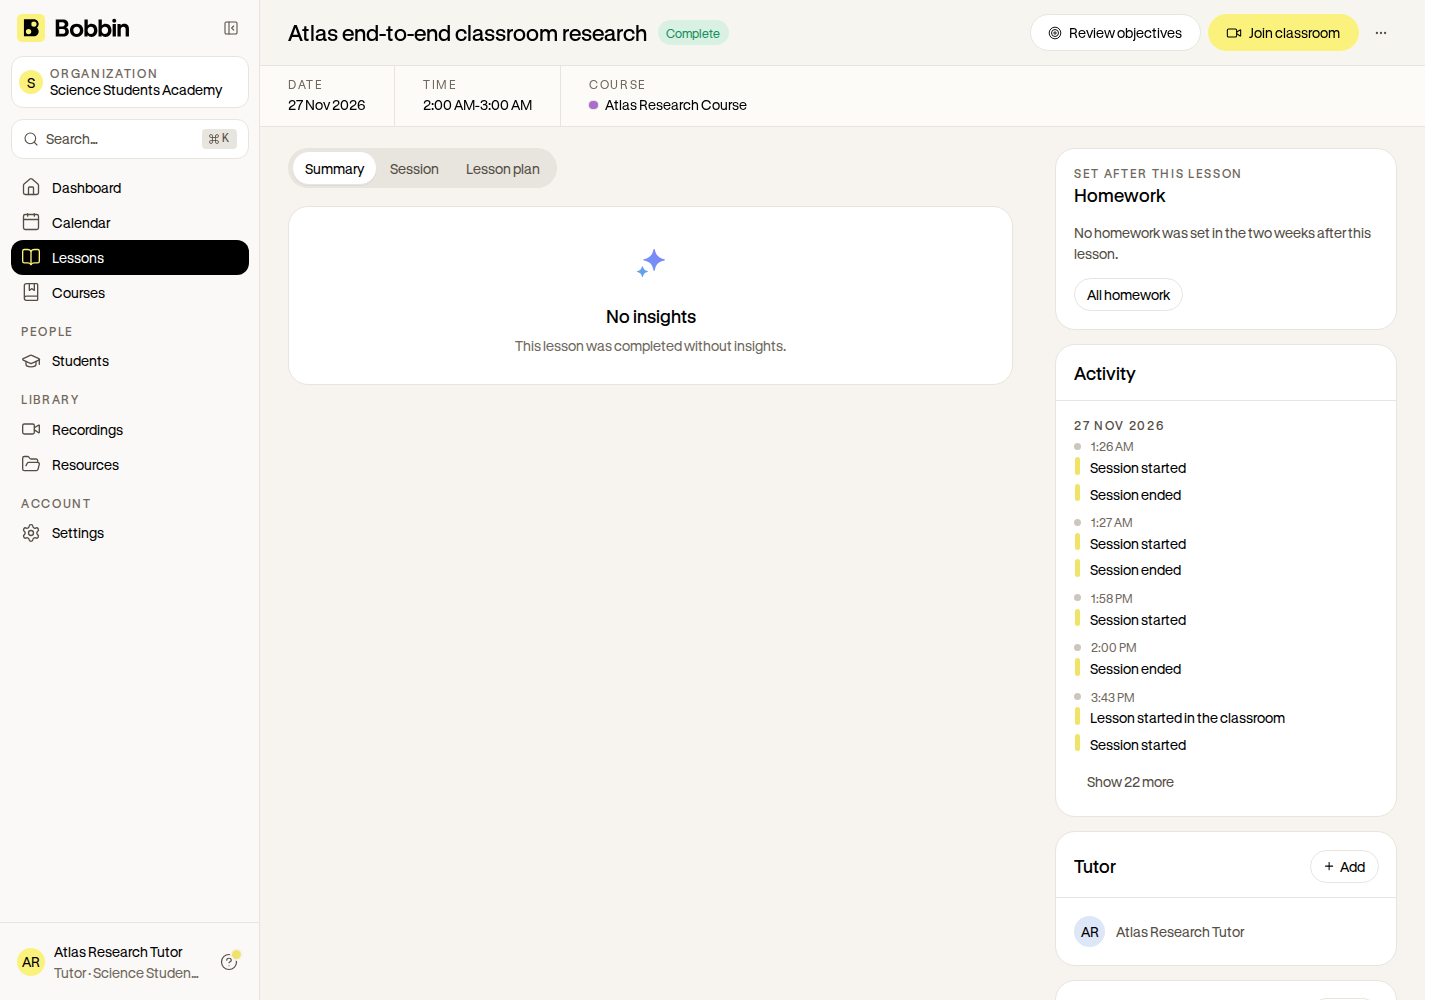 Bobbin
ORGANIZATION
S
Science Students Academy
Search...
⌘ K
Dashboard
Calendar
Lessons
Courses
PEOPLE
Students
LIBRARY
Recordings
Resources
ACCOUNT
Settings
AR
Atlas Research Tutor
Tutor · Science Studen...
Atlas end-to-end classroom research
Complete
Review objectives
Join classroom
DATE
27 Nov 2026
TIME
2:00 AM-3:00 AM
COURSE
Atlas Research Course
Summary
Session
Lesson plan
No insights
This lesson was completed without insights.
SET AFTER THIS LESSON
Homework
No homework was set in the two weeks after this
lesson.
All homework
Activity
27 NOV 2026
1:26 AM
Session started
Session ended
1:27 AM
Session started
Session ended
1:58 PM
Session started
2:00 PM
Session ended
3:43 PM
Lesson started in the classroom
Session started
Show 22 more
Tutor
+ Add
AR
Atlas Research Tutor